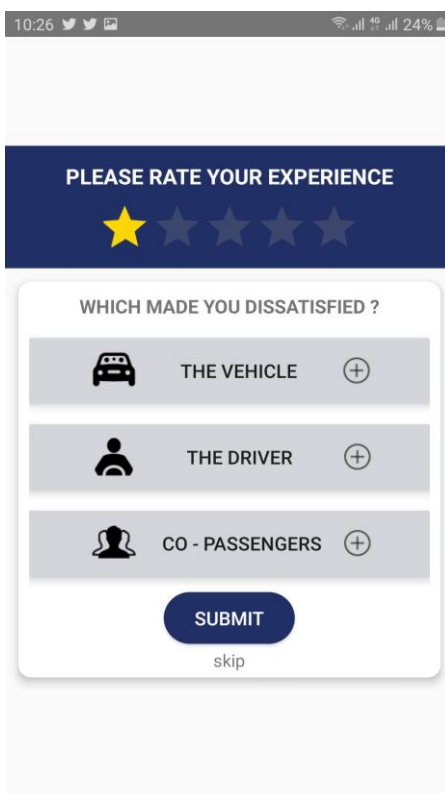 10:26
4G
24%
PLEASE RATE YOUR EXPERIENCE
WHICH MADE YOU DISSATISFIED ?
THE VEHICLE
THE DRIVER
CO - PASSENGERS
SUBMIT
skip